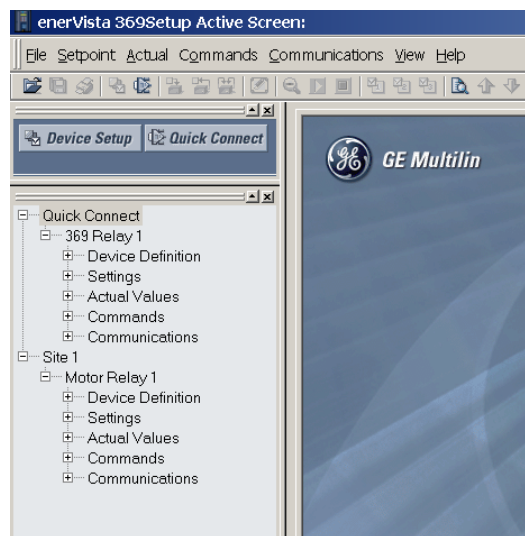 enerVista 369Setup Active Screen:
File Setpoint Actual Commands Communications View Help
Device Setup Quick Connect
GE Multilin
Quick Connect
369 Relay 1
Device Definition
Settings
Actual Values
Commands
Communications
Site 1
Motor Relay 1
Device Definition
Settings
Actual Values
Commands
Communications